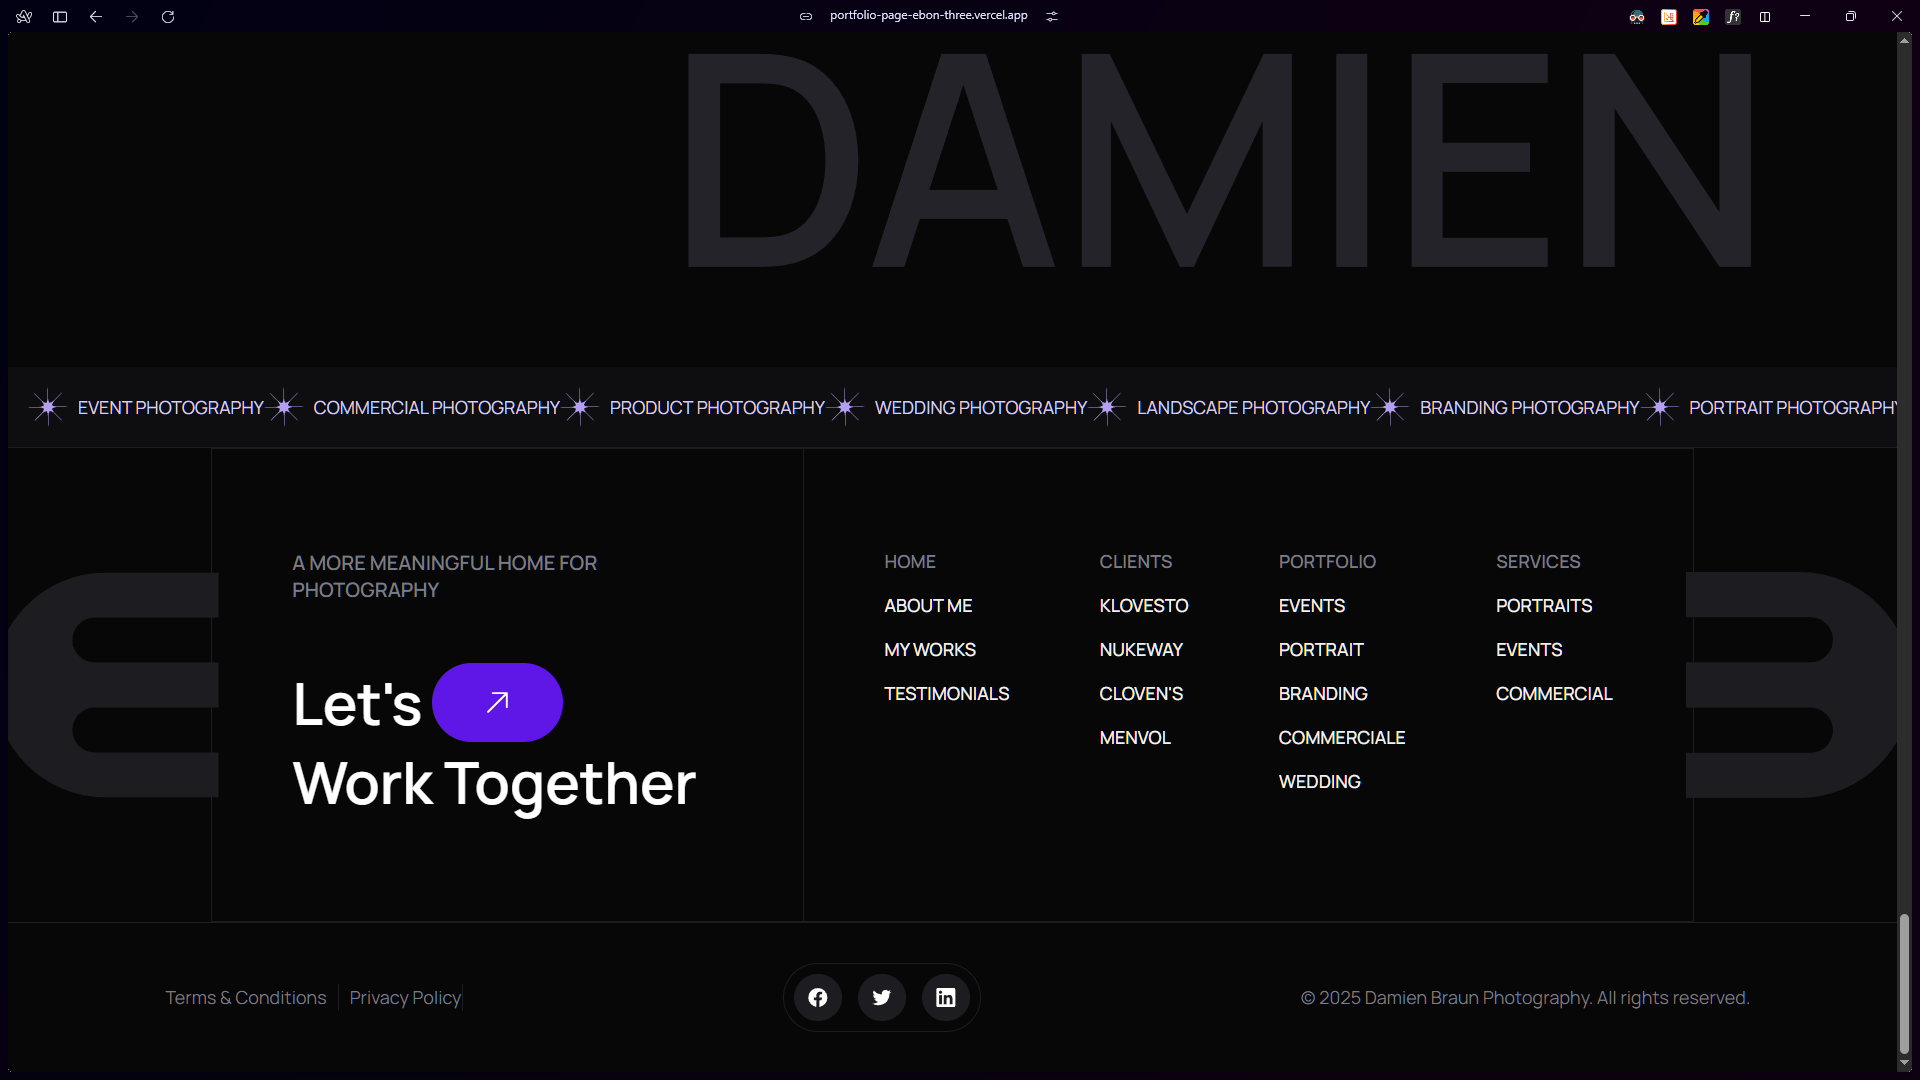 portfolio-page-ebon-three.vercel.app
f?
DAMIEN
EVENT PHOTOGRAPHY COMMERCIAL PHOTOGRAPHY PRODUCT PHOTOGRAPHY WEDDING PHOTOGRAPHY LANDSCAPE PHOTOGRAPHY BRANDING PHOTOGRAPHY PORTRAIT PHOTOGRAPHY
A MORE MEANINGFUL HOME FOR
PHOTOGRAPHY
Let's
Work Together
HOME
ABOUT ME
MY WORKS
TESTIMONIALS
CLIENTS
KLOVESTO
NUKEWAY
CLOVEN'S
MENVOL
PORTFOLIO
EVENTS
PORTRAIT
BRANDING
COMMERCIALE
WEDDING
SERVICES
PORTRAITS
EVENTS
COMMERCIAL
Terms & Conditions Privacy Policy
© 2025 Damien Braun Photography. All rights reserved.